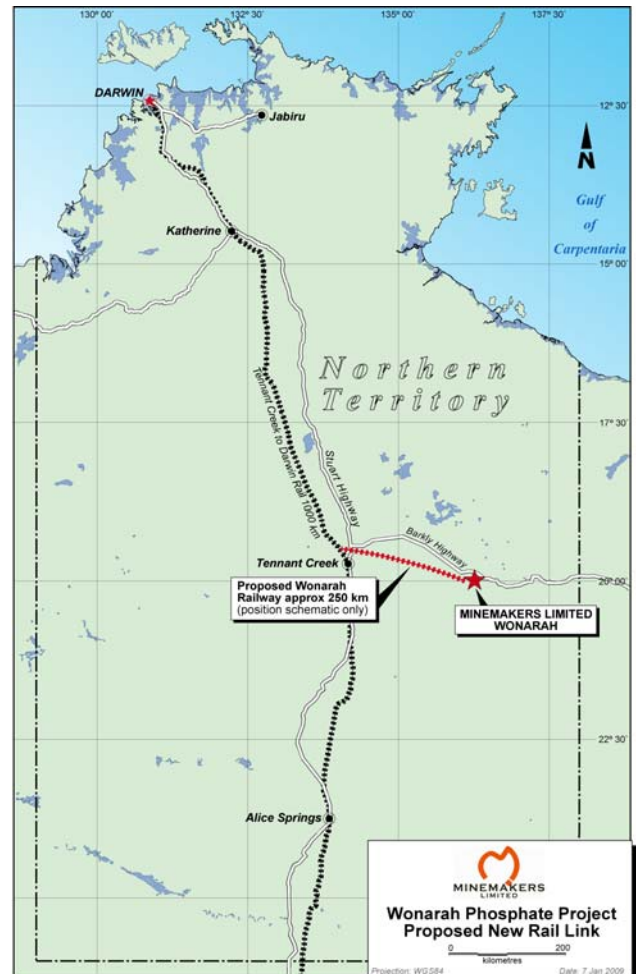 130° 00'
132° 30'
135° 00'
137° 30'
DARWIN
Jabiru
12° 30'
N
Gulf
of
Carpentaria
Katherine
15° 00'
Northern
Territory
17° 30'
Tennant Creek to Darwin Rail 1000 km
Stuart Highway
Barkly Highway
Tennant Creek
20° 00'
Proposed Wonarah
Railway approx 250 km
(position schematic only)
MINEMAKERS LIMITED
WONARAH
22° 30'
Alice Springs
MINEMAKERS
LIMITED
Wonarah Phosphate Project
Proposed New Rail Link
0 200
kilometres
Projection: WGS84 Date: 7 Jan 2009